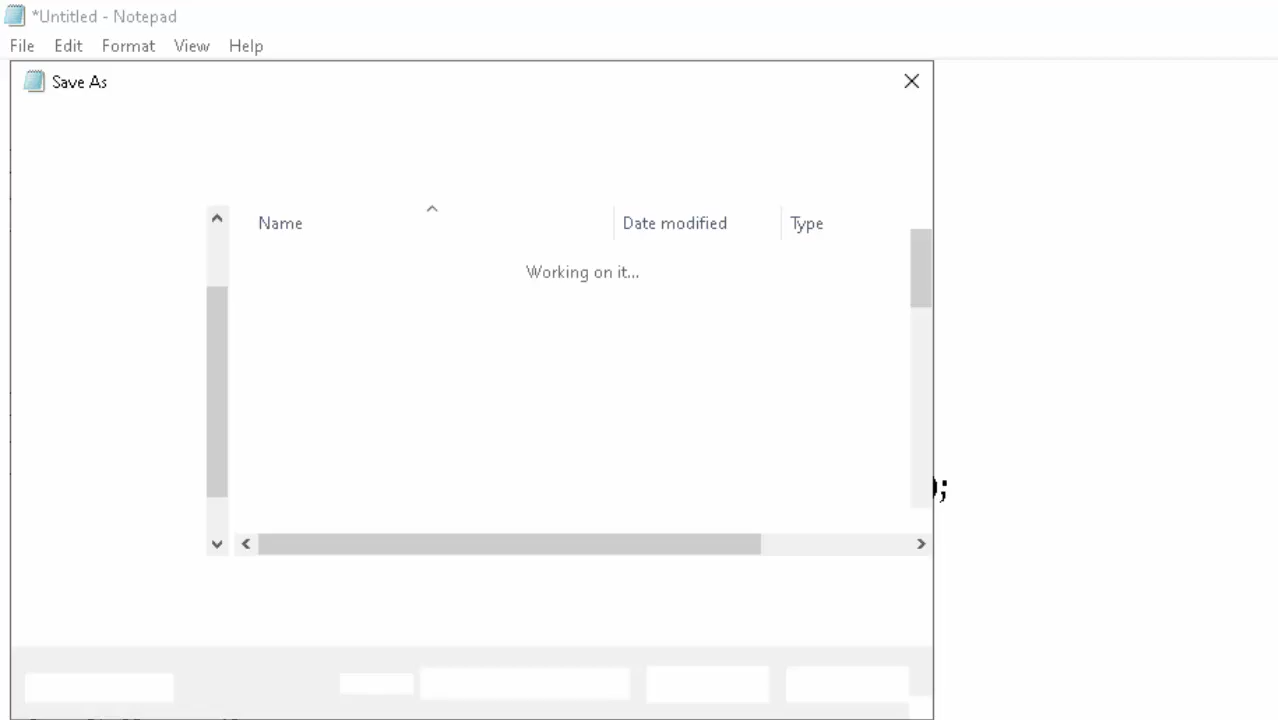 *Untitled - Notepad
File Edit Format View Help
Save As
Name Date modified Type
Working on it...
);